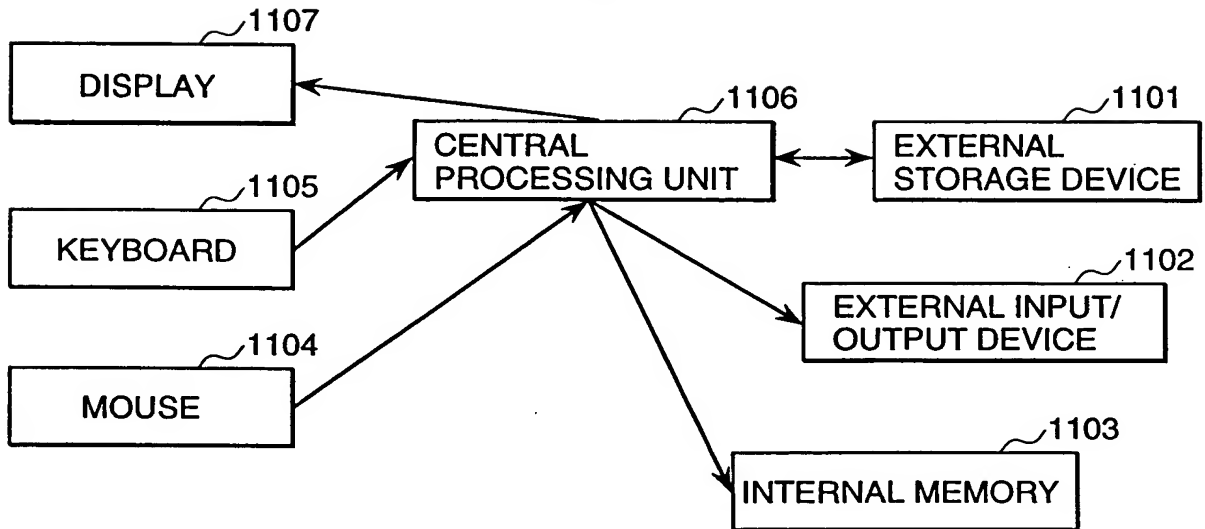 1107
DISPLAY
1106
CENTRAL
PROCESSING UNIT
1101
EXTERNAL
STORAGE DEVICE
1105
KEYBOARD
1102
EXTERNAL INPUT/
OUTPUT DEVICE
1104
MOUSE
1103
INTERNAL MEMORY